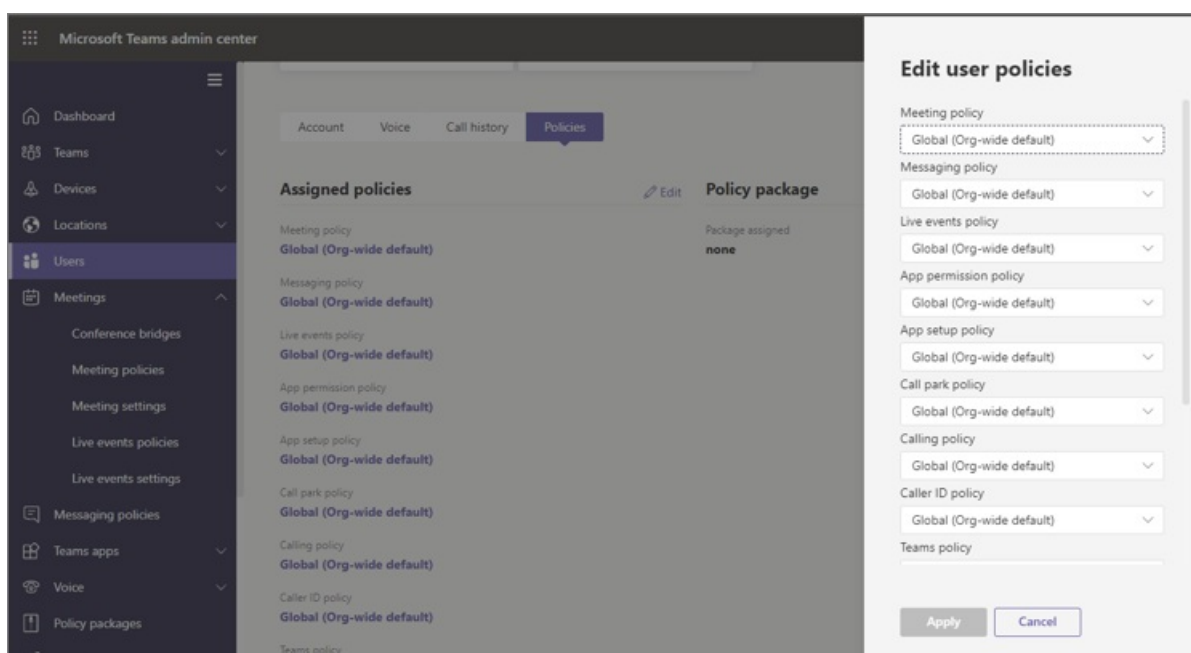 Microsoft Teams admin center
Dashboard
Teams
Devices
Locations
Users
Meetings
Conference bridges
Meeting policies
Meeting settings
Live events policies
Live events settings
Messaging policies
Teams apps
Voice
Policy packages
Account Voice Call history Policies
Assigned policies Edit
Meeting policy
Global (Org-wide default)
Messaging policy
Global (Org-wide default)
Live events policy
Global (Org-wide default)
App permission policy
Global (Org-wide default)
App setup policy
Global (Org-wide default)
Call park policy
Global (Org-wide default)
Calling policy
Global (Org-wide default)
Caller ID policy
Global (Org-wide default)
Teams policy
Policy package
Package assigned
none
Edit user policies
Meeting policy
Global (Org-wide default)
Messaging policy
Global (Org-wide default)
Live events policy
Global (Org-wide default)
App permission policy
Global (Org-wide default)
App setup policy
Global (Org-wide default)
Call park policy
Global (Org-wide default)
Calling policy
Global (Org-wide default)
Caller ID policy
Global (Org-wide default)
Teams policy
Apply Cancel